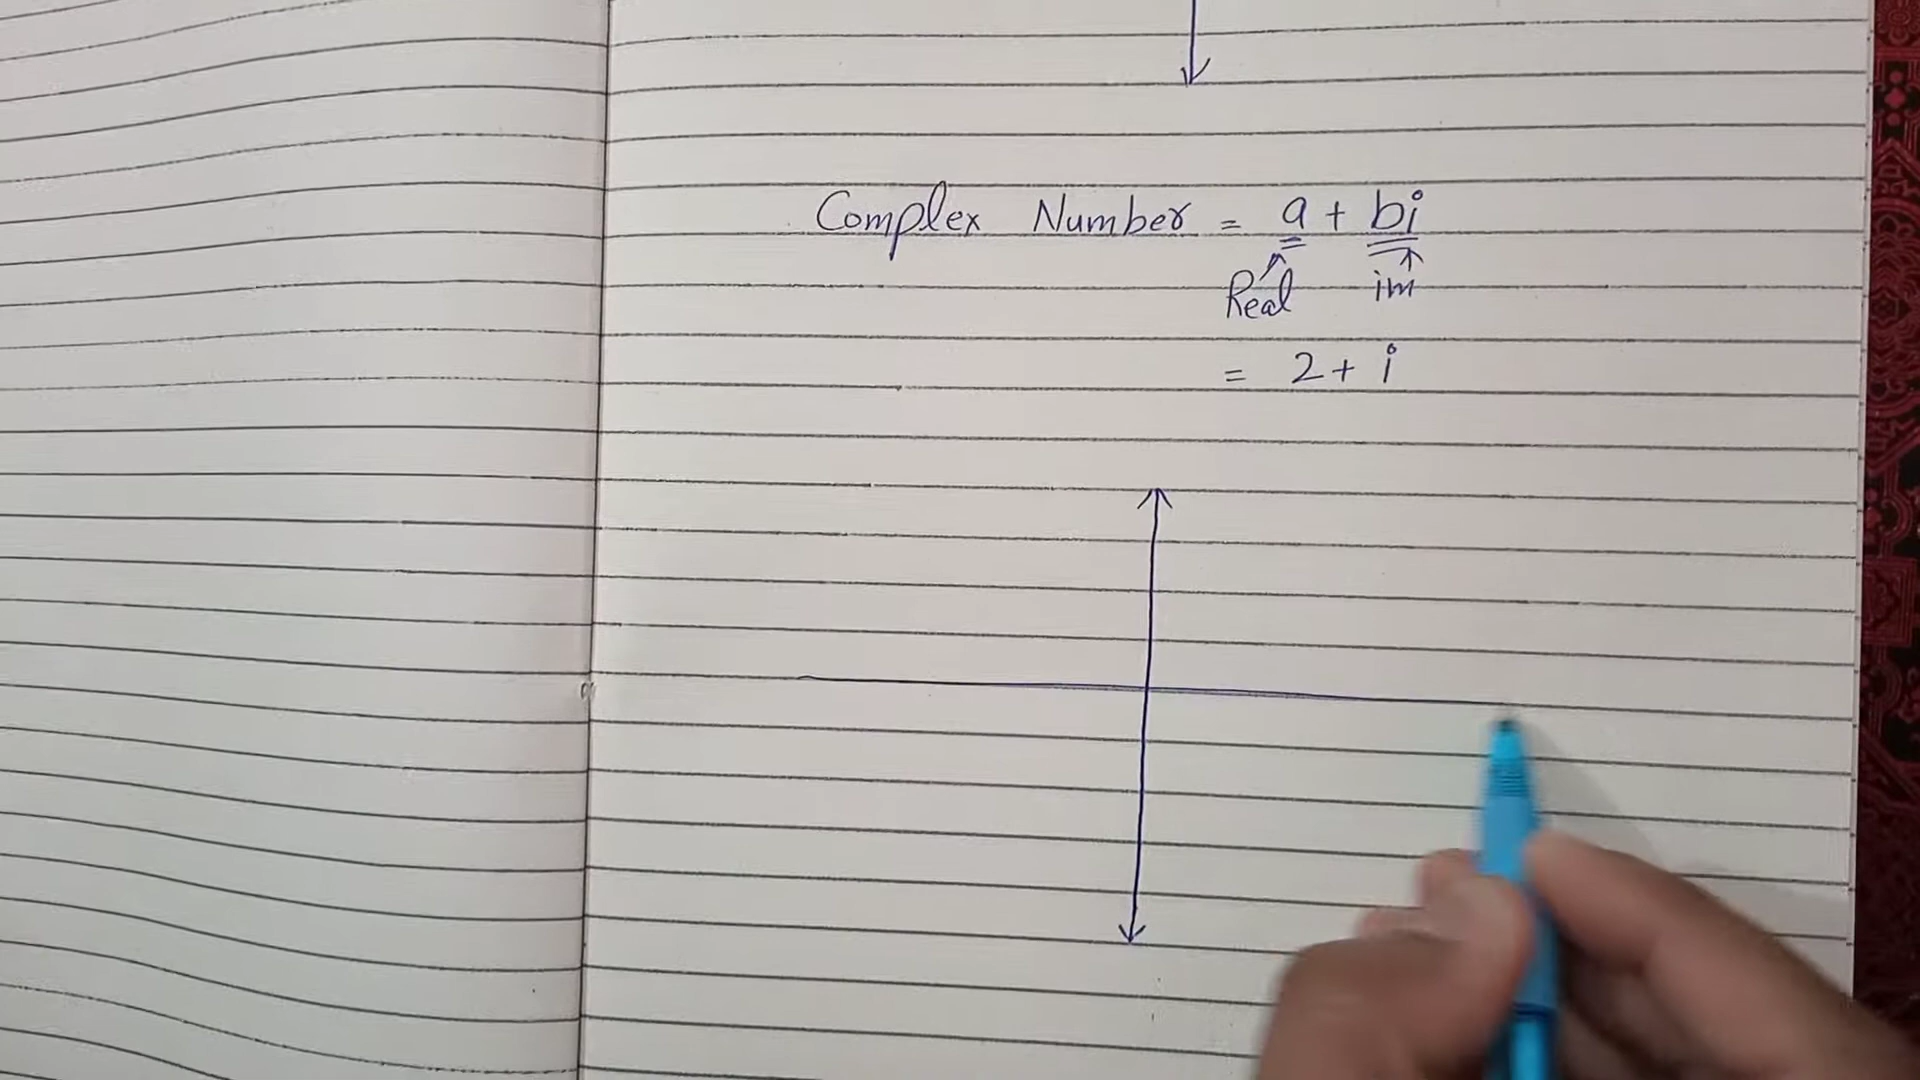 Complex Number = a + bi
Real im
= 2 + i